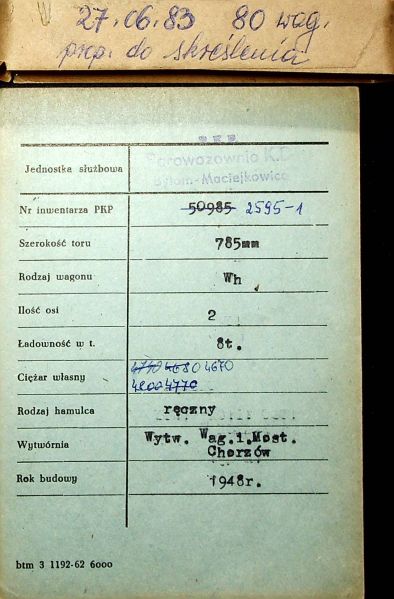 27.06.83 80 wag.
prop. do skreślenia
PKP
Jednostka służbowa Parowozownia K.D.
Bytom-Maciejkowice
Nr inwentarza PKP 50985 2595-1
Szerokość toru 785mm
Rodzaj wagonu Wh
Ilość osi 2
Ładowność w t. 8t.
Ciężar własny 4680 4670
4770
Rodzaj hamulca ręczny
Wytwórnia Wytw. Wag.i.Most.
Chorzów
Rok budowy 1948r.
btm 3 1192-62 6000